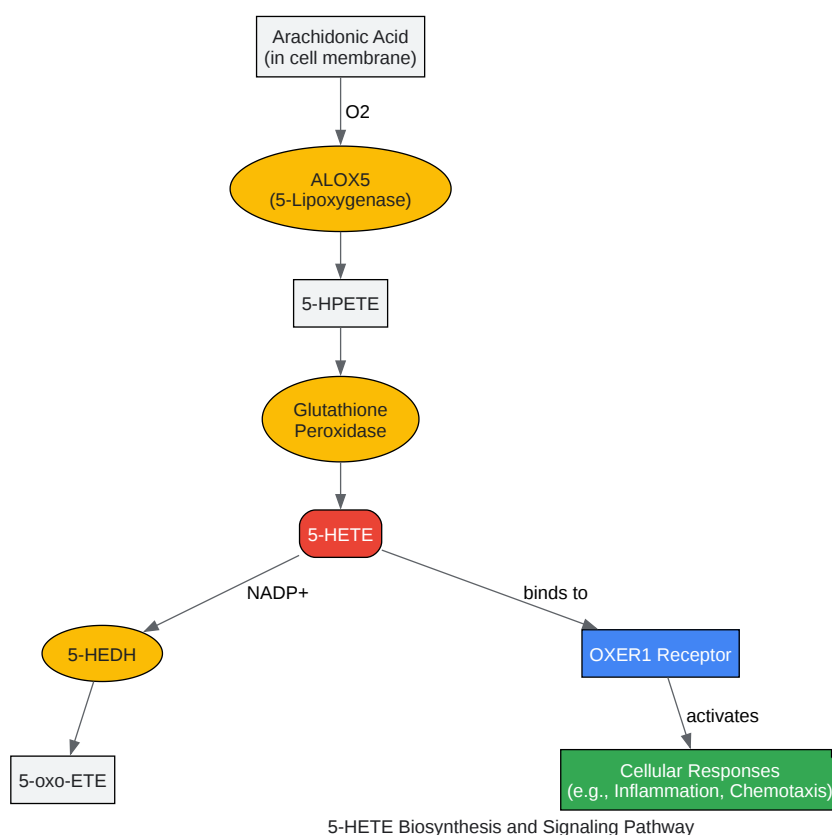 Arachidonic Acid
(in cell membrane)
O2
ALOX5
(5-Lipoxygenase)
5-HPETE
Glutathione
Peroxidase
5-HETE
NADP+
binds to
5-HEDH
OXER1 Receptor
activates
5-oxo-ETE
Cellular Responses
(e.g., Inflammation, Chemotaxis)
5-HETE Biosynthesis and Signaling Pathway